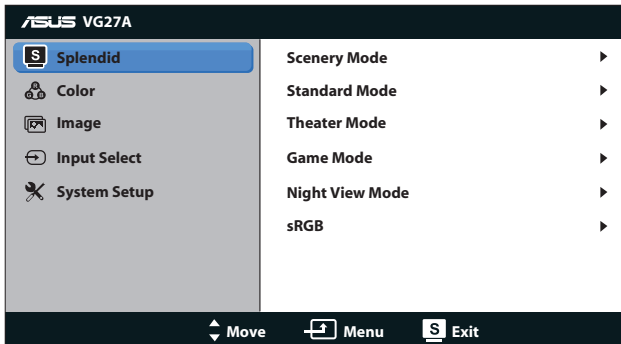 ASUS VG27A
S Splendid
Color
Image
Input Select
System Setup
Scenery Mode
Standard Mode
Theater Mode
Game Mode
Night View Mode
sRGB
Move Menu S Exit